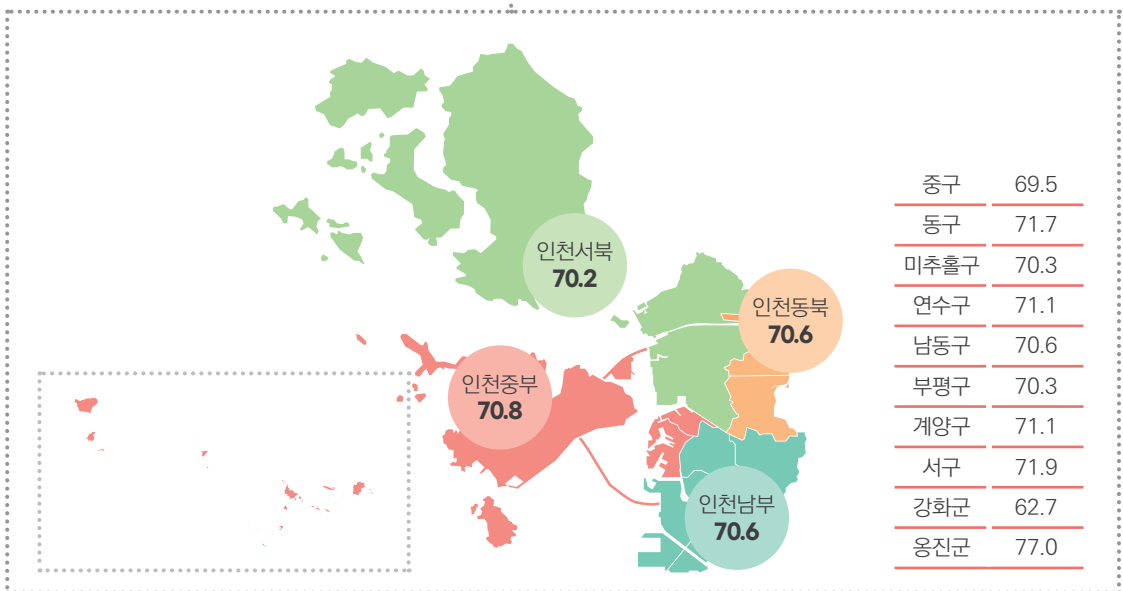 인천서북
70.2
인천동북
70.6
인천중부
70.8
인천남부
70.6
중구 69.5
동구 71.7
미추홀구 70.3
연수구 71.1
남동구 70.6
부평구 70.3
계양구 71.1
서구 71.9
강화군 62.7
옹진군 77.0